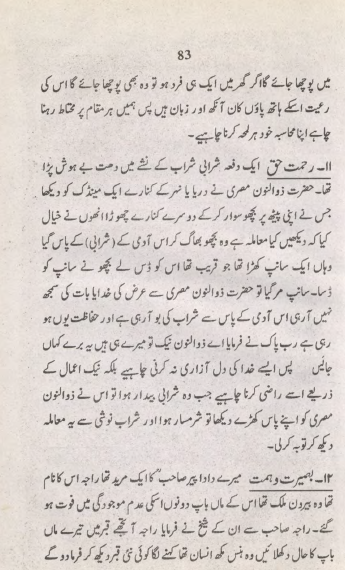 83
میں پوچھا جائے گا اگر گھر میں ایک ہی فرد ہو تو وہ بھی پوچھا جائے گا اس کی
رعیت اسکے ہاتھ پاؤں کان آنکھ اور زبان ہیں پس ہمیں ہر مقام پر محتاط رہنا
چاہیے اپنا محاسبہ خود ہر لمحہ کرنا چاہیے۔
۱۱۔ رحمت حق ایک دفعہ شرابی شراب کے نشے میں دھت بے ہوش پڑا
تھا۔ حضرت ذوالنون مصری نے دریا یا نہر کے کنارے ایک مینڈک کو دیکھا
جس نے اپنی پیٹھ پر بچھو سوار کر کے دوسرے کنارے چھوڑا انھوں نے خیال
کیا کہ دیکھیں کیا معاملہ ہے وہ بچھو بھاگ کر اس آدمی کے (شرابی) کے پاس گیا
وہاں ایک سانپ کھڑا تھا جو قریب تھا اس کو ڈس لے بچھو نے سانپ کو
ڈسا۔ سانپ مر گیا تو حضرت ذوالنون مصری سے عرض کی خدایا بات کی سمجھ
نہیں آرہی اس آدمی کے پاس سے شراب کی بو آرہی ہے اور حفاظت یوں ہو
رہی ہے رب پاک نے فرمایا اے ذوالنون نیک تو میرے ہی ہیں یہ برے کہاں
جائیں پس ایسے خدا کی دل آزاری نہ کرنی چاہیے بلکہ نیک اعمال کے
ذریعے اسے راضی کرنا چاہیے جب وہ شرابی بیدار ہوا تو اس نے ذوالنون
مصری کو اپنے پاس کھڑے دیکھا تو شرمسار ہوا اور شراب نوشی سے یہ معاملہ
دیکھ کر توبہ کر لی۔
۱۲۔ بصیرت وہمت میرے دادا پیر صاحبؒ کا ایک مرید تھا راجہ اس کا نام
تھا وہ بیرون ملک تھا اس کے ماں باپ دونوں اسکی عدم موجودگی میں فوت ہو
گئے۔ راجہ صاحب سے ان کے شیخ نے فرمایا راجہ آ تجھے قبر میں تیرے ماں
باپ کا حال دکھلائیں وہ ہنس مکھ انسان تھا کہنے لگا کوئی نئی قبر دیکھ کر فرما دو گے